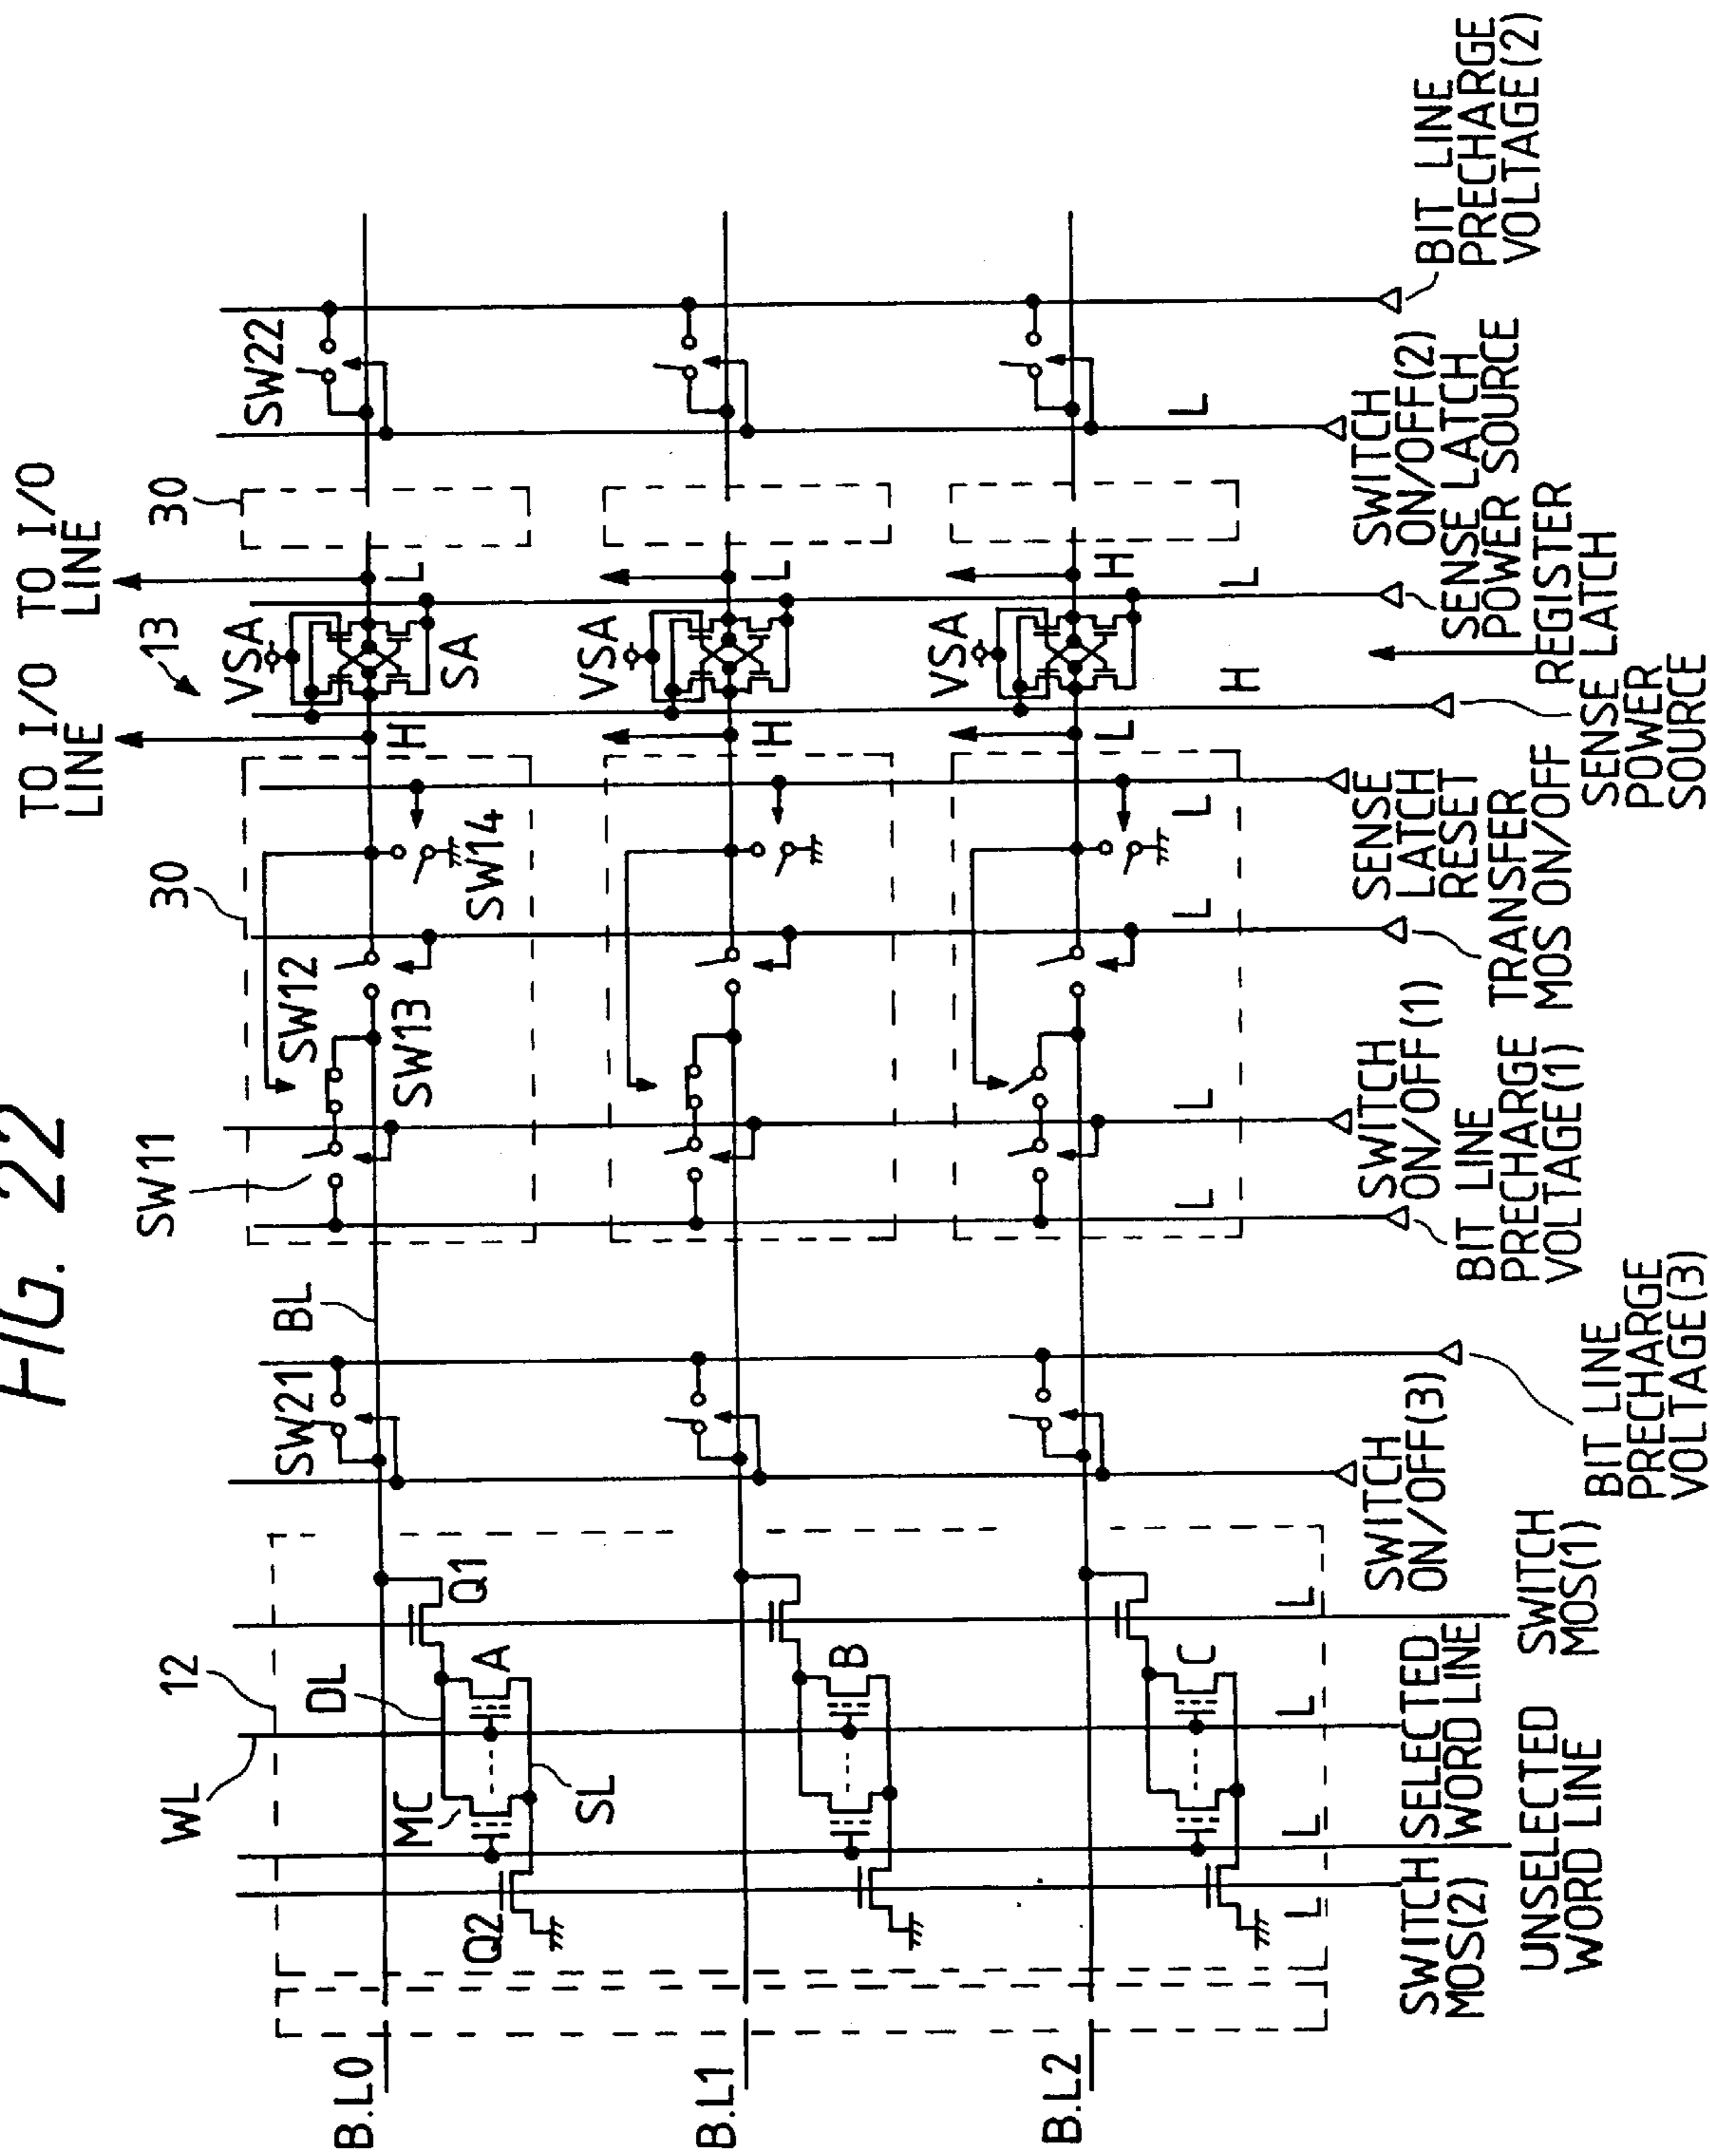 FIG. 22
TO I/O
LINE
TO I/O
LINE
13
30
30
SW11
SW12
SW13
SW14
VSA
SA
SW22
H
L
BL
SW21
12
WL
DL
A
Q1
MC
SL
Q2
B.L0
VSA
H
L
B
B.L1
VSA
L
H
C
B.L2
L
L
L
L
L
L
L
L
H
L
L
SWITCH
MOS(2)
UNSELECTED
WORD LINE
SELECTED
WORD LINE
SWITCH
MOS(1)
SWITCH
ON/OFF(3)
BIT LINE
PRECHARGE
VOLTAGE(3)
BIT LINE
PRECHARGE
VOLTAGE(1)
SWITCH
ON/OFF(1)
TRANSFER
MOS ON/OFF
SENSE
LATCH
RESET
SENSE
POWER
SOURCE
REGISTER
LATCH
SENSE LATCH
POWER SOURCE
SWITCH
ON/OFF(2)
BIT LINE
PRECHARGE
VOLTAGE(2)